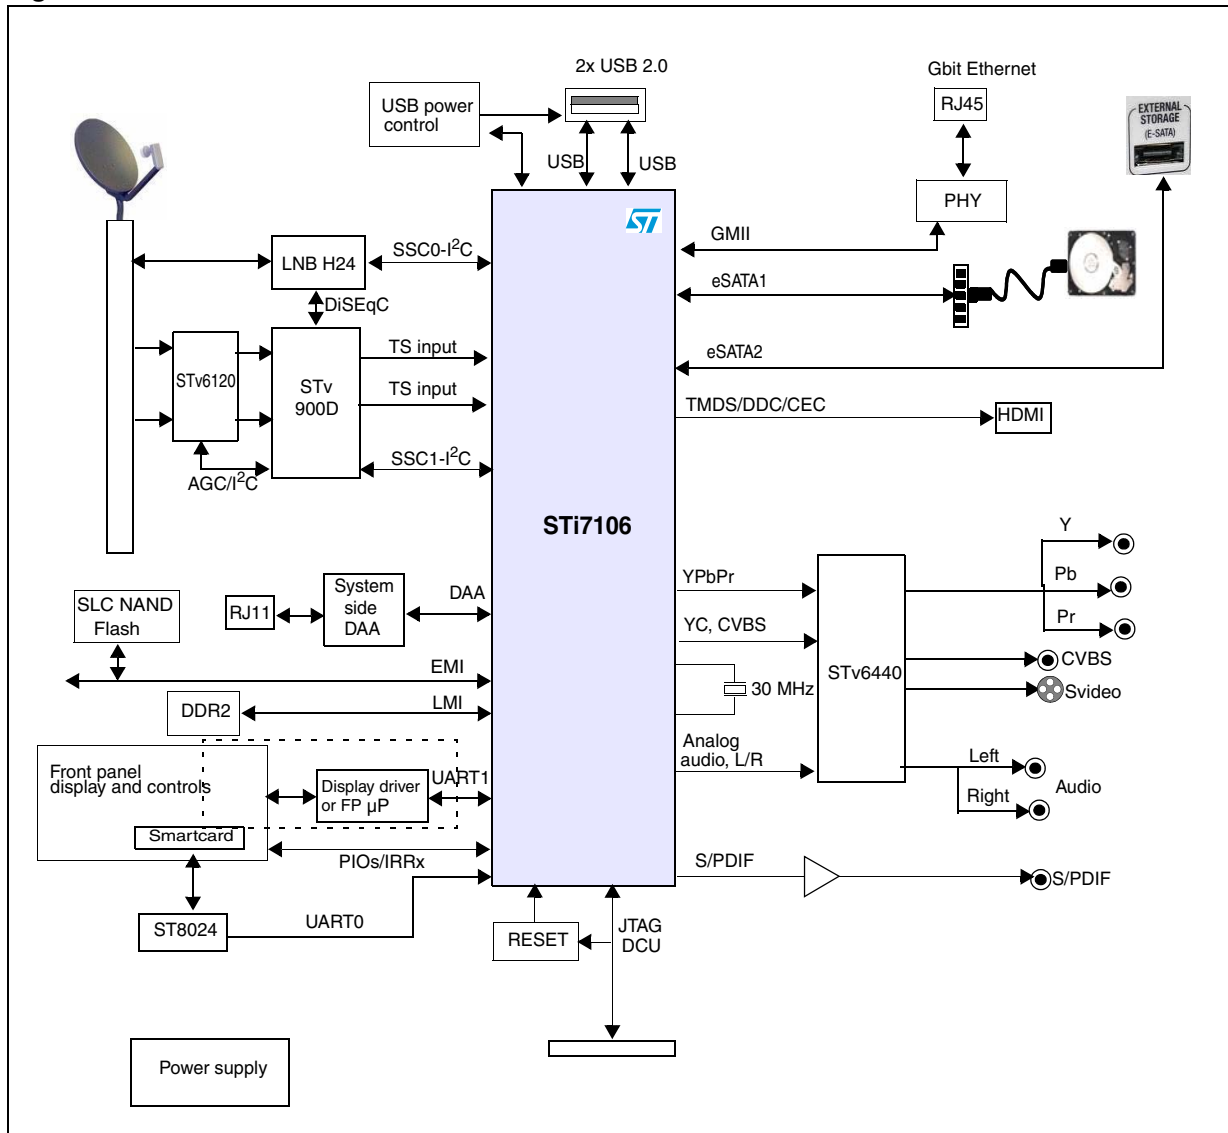 2x USB 2.0
Gbit Ethernet
USB power
control
RJ45
EXTERNAL
STORAGE
(E-SATA)
USB
USB
PHY
ST
GMII
LNB H24
SSC0-I²C
eSATA1
DiSEqC
TS input
eSATA2
STv6120
STv
900D
TS input
TMDS/DDC/CEC
HDMI
SSC1-I²C
AGC/I²C
STi7106
Y
YPbPr
Pb
System
side
DAA
DAA
SLC NAND
Flash
RJ11
Pr
YC, CVBS
STv6440
CVBS
EMI
30 MHz
Svideo
DDR2
LMI
Analog
audio, L/R
Left
Front panel
display and controls
Display driver
or FP µP
UART1
Audio
Right
Smartcard
PIOs/IRRx
S/PDIF
S/PDIF
ST8024
UART0
RESET
JTAG
DCU
Power supply